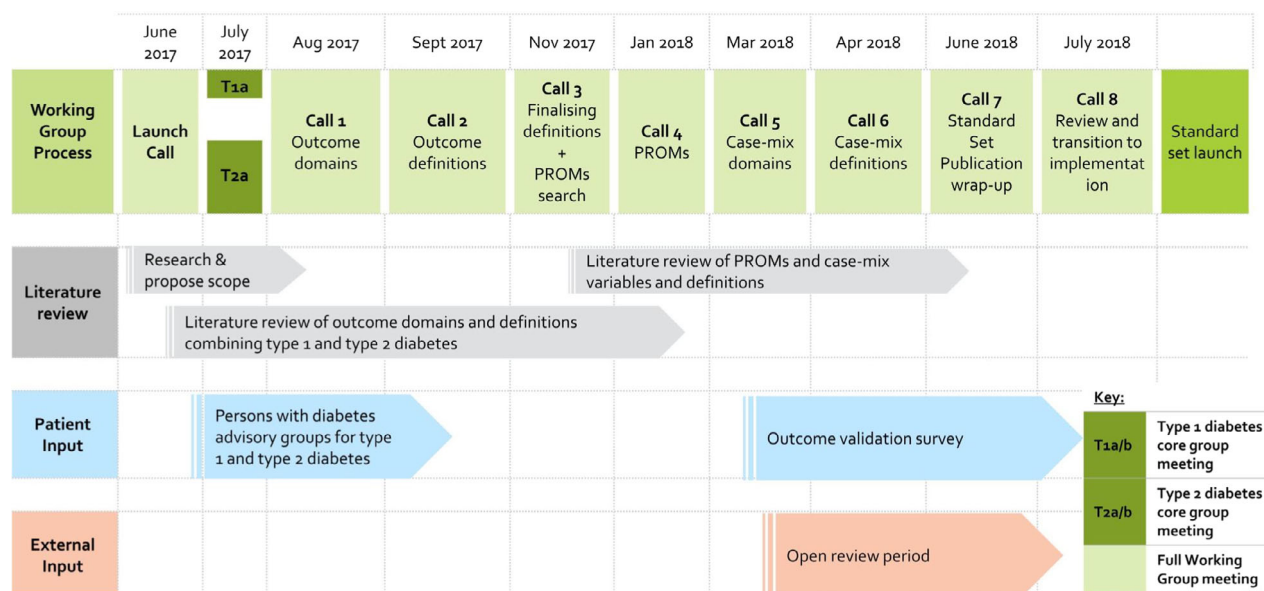 June
2017
July
2017
Aug 2017
Sept 2017
Nov 2017
Jan 2018
Mar 2018
Apr 2018
June 2018
July 2018
Working
Group
Process
Launch
Call
T1a
T2a
Call 1
Outcome
domains
Call 2
Outcome
definitions
Call 3
Finalising
definitions
+
PROMs
search
Call 4
PROMs
Call 5
Case-mix
domains
Call 6
Case-mix
definitions
Call 7
Standard
Set
Publication
wrap-up
Call 8
Review and
transition to
implementat
ion
Standard
set launch
Literature
review
Research &
propose scope
Literature review of PROMs and case-mix
variables and definitions
Literature review of outcome domains and definitions
combining type 1 and type 2 diabetes
Patient
Input
Persons with diabetes
advisory groups for type
1 and type 2 diabetes
Outcome validation survey
External
Input
Open review period
Key:
T1a/b
Type 1 diabetes
core group
meeting
T2a/b
Type 2 diabetes
core group
meeting
Full Working
Group meeting